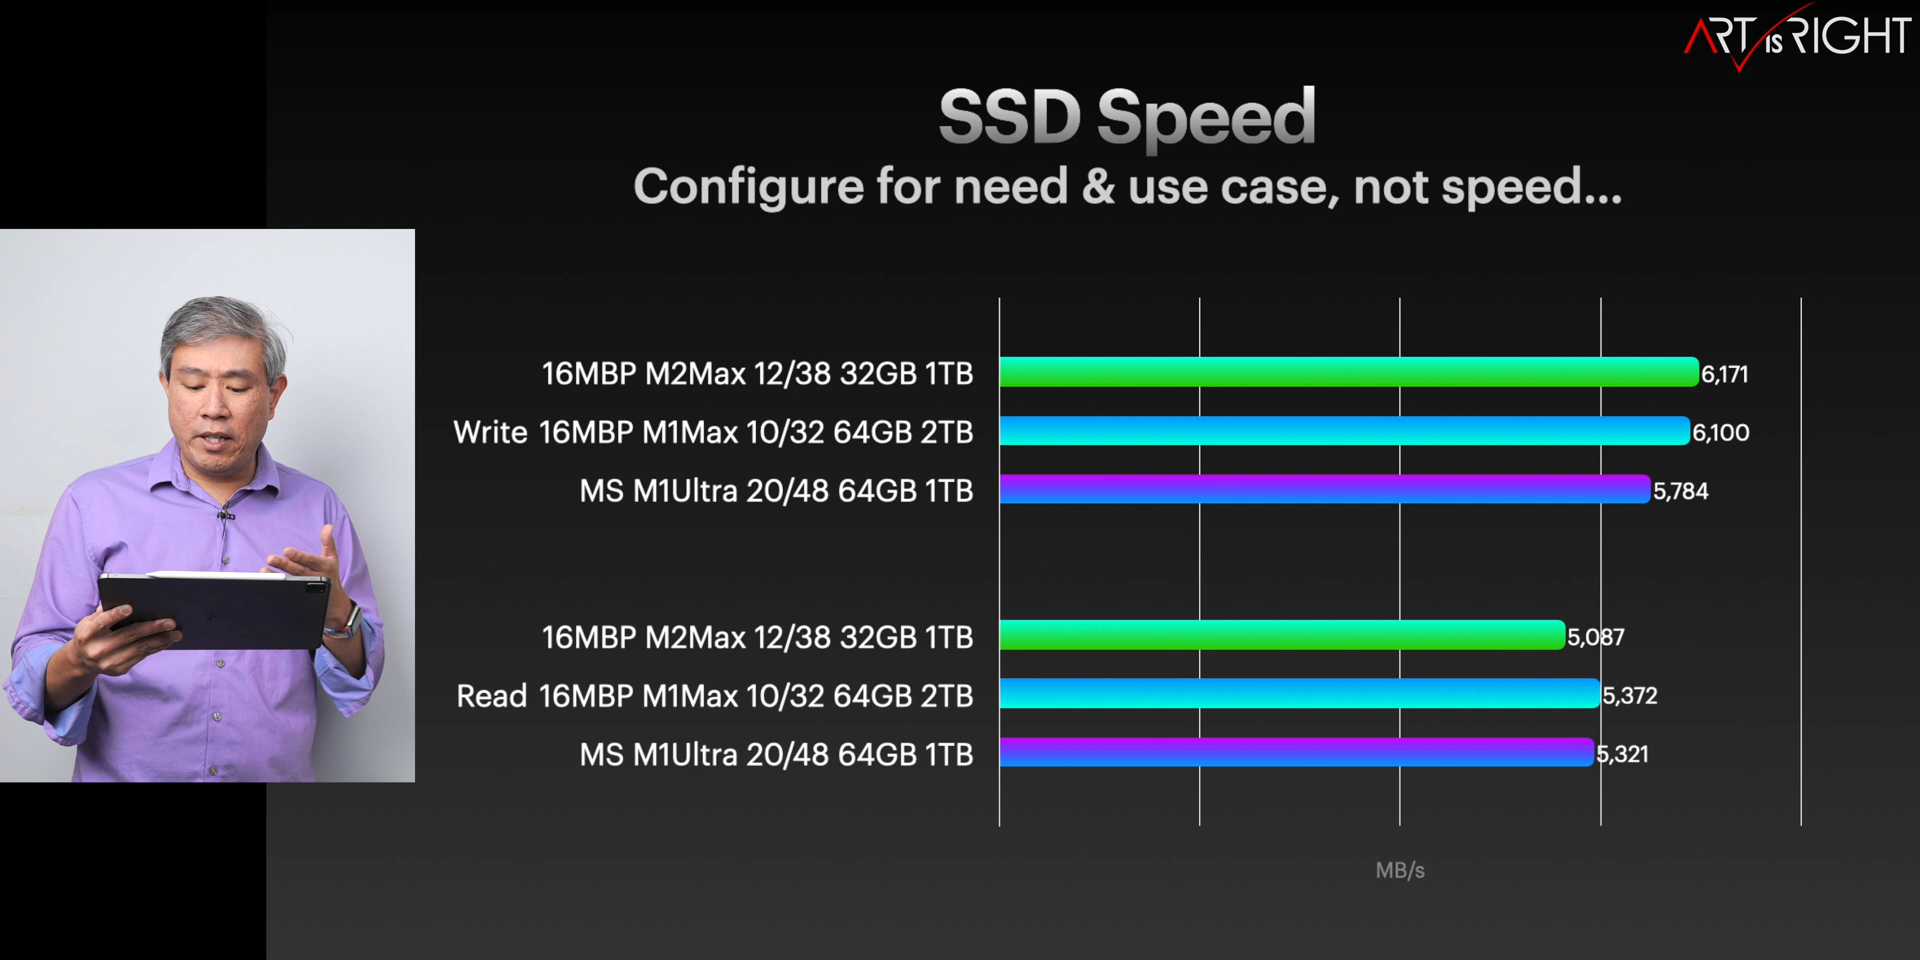 ART IS RIGHT
SSD Speed
Configure for need & use case, not speed...
16MBP M2Max 12/38 32GB 1TB 6,171
Write 16MBP M1Max 10/32 64GB 2TB 6,100
MS M1Ultra 20/48 64GB 1TB 5,784
16MBP M2Max 12/38 32GB 1TB 5,087
Read 16MBP M1Max 10/32 64GB 2TB 5,372
MS M1Ultra 20/48 64GB 1TB 5,321
MB/s